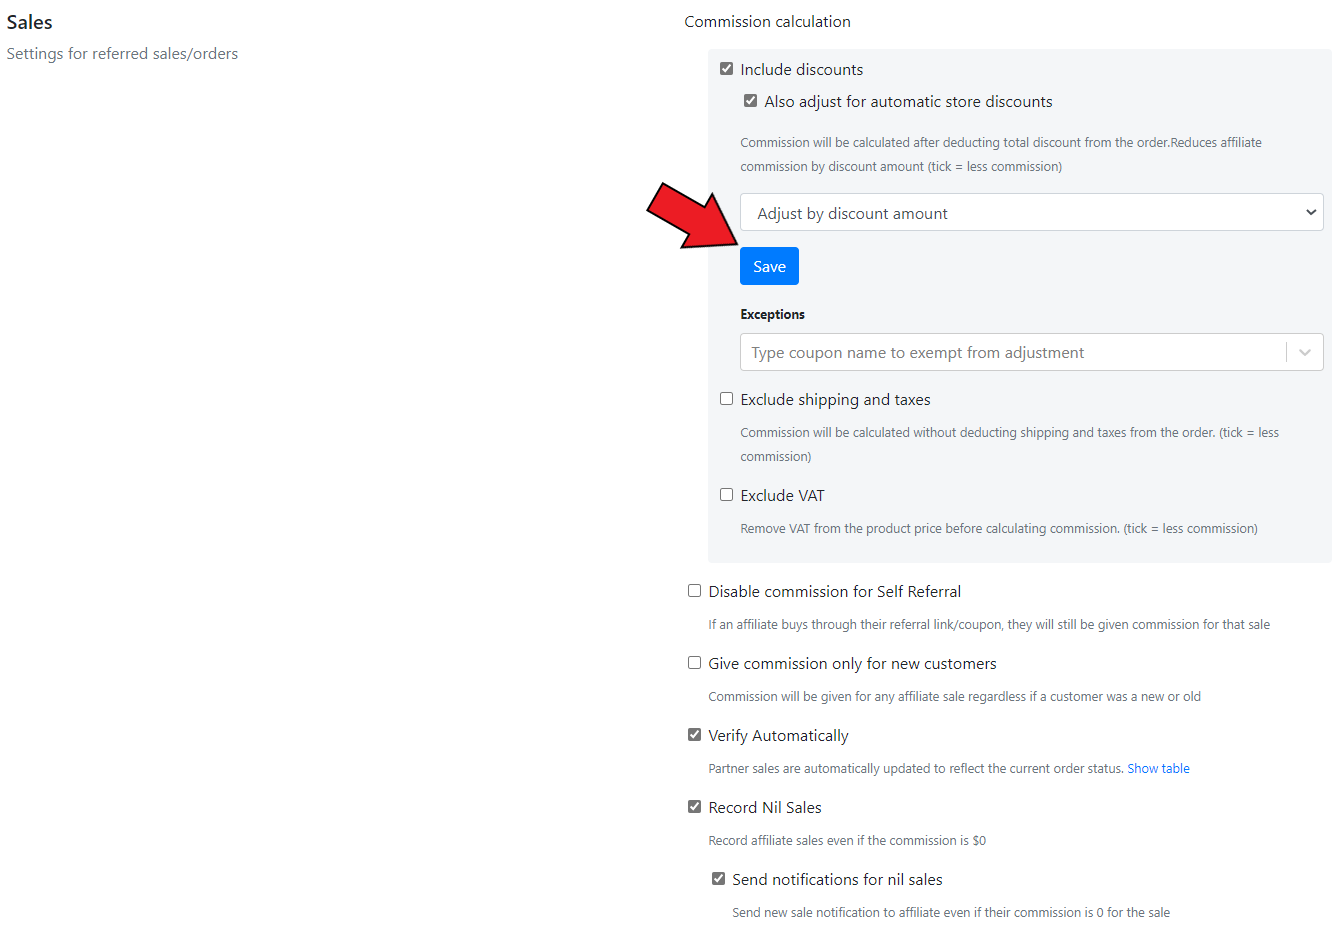 Sales
Settings for referred sales/orders
Commission calculation
Include discounts
Also adjust for automatic store discounts
Commission will be calculated after deducting total discount from the order.Reduces affiliate
commission by discount amount (tick = less commission)
Adjust by discount amount
Save
Exceptions
Type coupon name to exempt from adjustment
Exclude shipping and taxes
Commission will be calculated without deducting shipping and taxes from the order. (tick = less
commission)
Exclude VAT
Remove VAT from the product price before calculating commission. (tick = less commission)
Disable commission for Self Referral
If an affiliate buys through their referral link/coupon, they will still be given commission for that sale
Give commission only for new customers
Commission will be given for any affiliate sale regardless if a customer was a new or old
Verify Automatically
Partner sales are automatically updated to reflect the current order status. Show table
Record Nil Sales
Record affiliate sales even if the commission is $0
Send notifications for nil sales
Send new sale notification to affiliate even if their commission is 0 for the sale